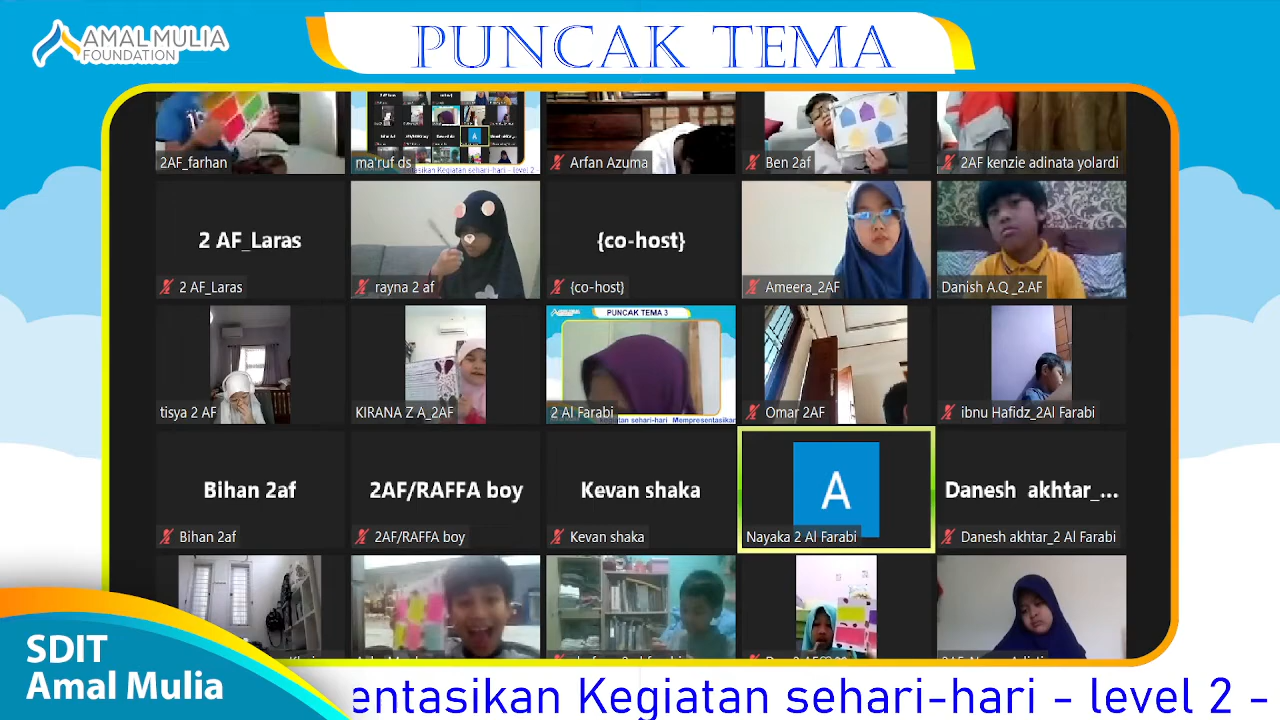 AMAL MULIA
FOUNDATION
PUNCAK TEMA
2AF_farhan
ma'ruf ds
Arfan Azuma
Ben 2af
2AF kenzie adinata yolardi
2 AF_Laras
{co-host}
2 AF_Laras
rayna 2 af
{co-host}
Ameera_2AF
Danish A.Q _2.AF
PUNCAK TEMA 3
tisya 2 AF
KIRANA Z A_2AF
2 Al Farabi
Omar 2AF
ibnu Hafidz_2Al Farabi
Bihan 2af
2AF/RAFFA boy
Kevan shaka
A
Danesh akhtar_...
Bihan 2af
2AF/RAFFA boy
Kevan shaka
Nayaka 2 Al Farabi
Danesh akhtar_2 Al Farabi
SDIT
Amal Mulia
entasikan Kegiatan sehari-hari - level 2 -